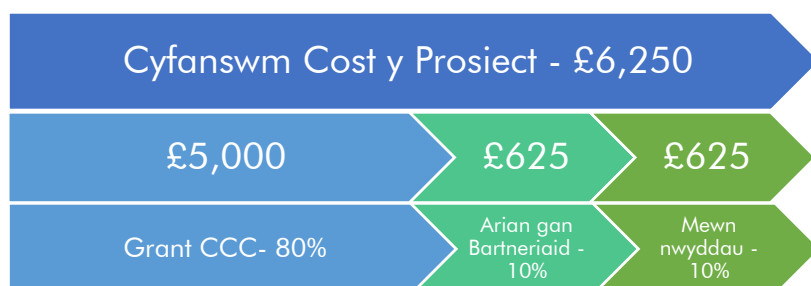 Cyfanswm Cost y Prosiect - £6,250
£5,000
£625
£625
Grant CCC- 80%
Arian gan
Bartneriaid -
10%
Mewn
nwyddau -
10%